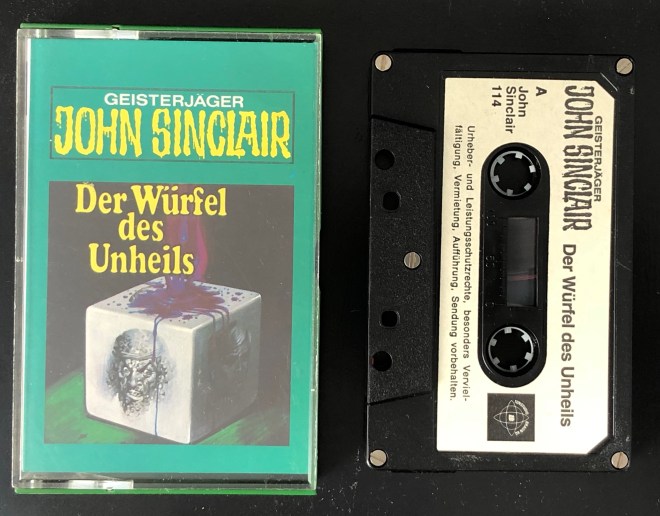 GEISTERJÄGER
JOHN SINCLAIR
Der Würfel
des
Unheils
GEISTERJÄGER
JOHN SINCLAIR
Der Würfel des Unheils
A
John
Sinclair
114
Urheber- und Leistungsschutzrechte, besonders Verviel-
fältigung, Vermietung, Aufführung, Sendung vorbehalten.